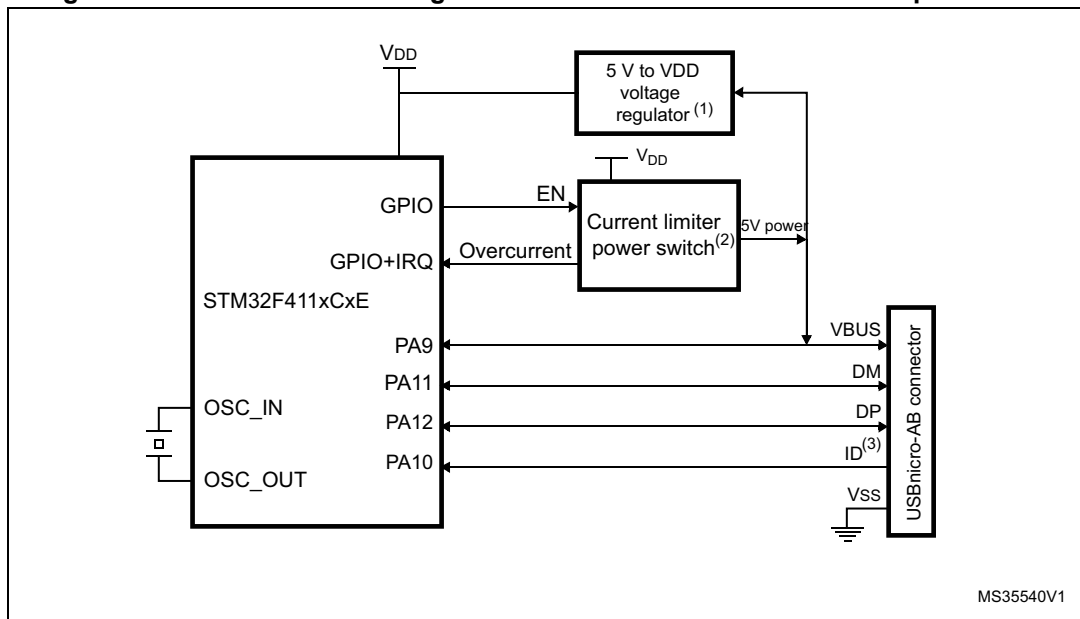 VDD
5 V to VDD
voltage
regulator (1)
VDD
GPIO
EN
Current limiter
power switch(2)
5V power
GPIO+IRQ
Overcurrent
STM32F411xCxE
PA9
VBUS
PA11
DM
PA12
DP
PA10
ID(3)
VSS
OSC_IN
OSC_OUT
USBnicro-AB connector
MS35540V1